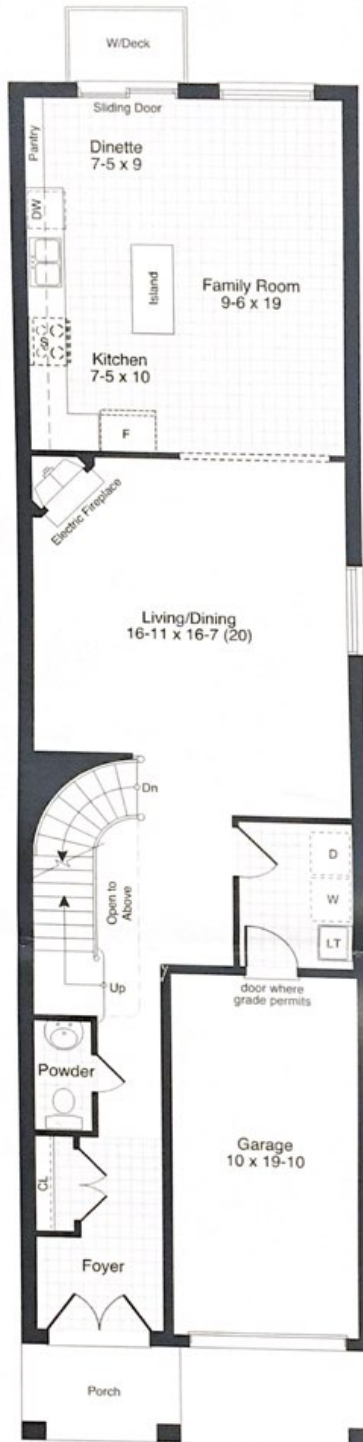 W/Deck
Sliding Door
Pantry
Dinette
7-5 x 9
DW
Island
Family Room
9-6 x 19
S
Kitchen
7-5 x 10
F
Electric Fireplace
Living/Dining
16-11 x 16-7 (20)
Dn
D
W
LT
Open to
Above
Up
door where
grade permits
Powder
Garage
10 x 19-10
CL
Foyer
Porch